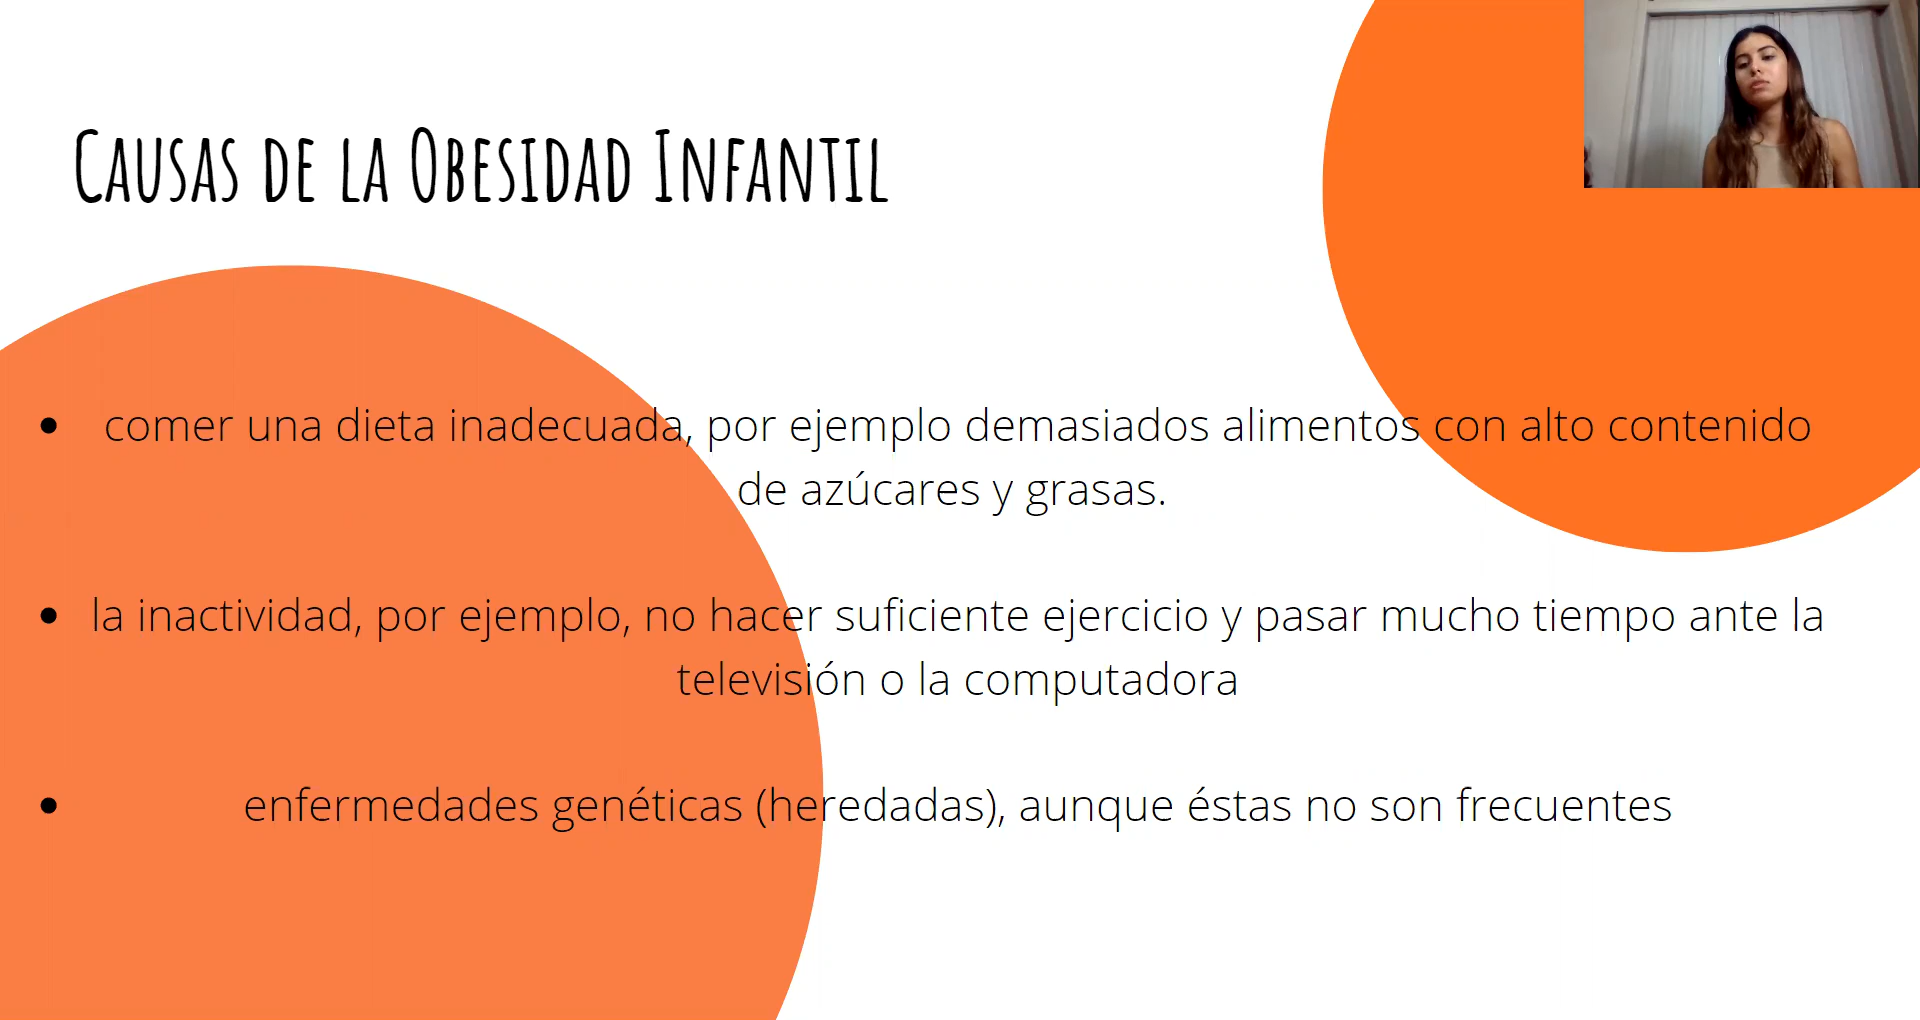 Causas de la Obesidad Infantil
• comer una dieta inadecuada, por ejemplo demasiados alimentos con alto contenido
de azúcares y grasas.
• la inactividad, por ejemplo, no hacer suficiente ejercicio y pasar mucho tiempo ante la
televisión o la computadora
• enfermedades genéticas (heredadas), aunque éstas no son frecuentes